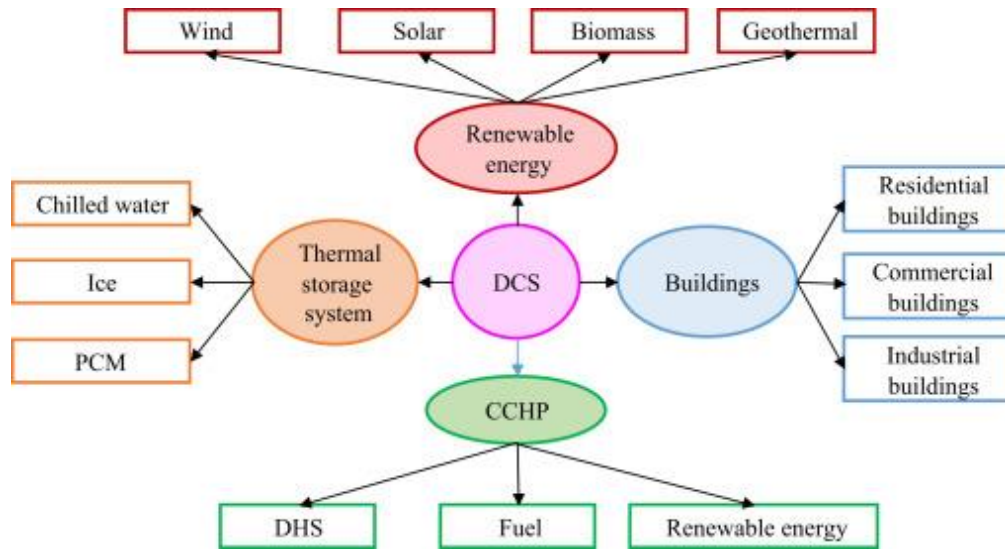 Wind
Solar
Biomass
Geothermal
Renewable
energy
Residential
buildings
Chilled water
Thermal
storage
system
DCS
Buildings
Commercial
buildings
Ice
PCM
Industrial
buildings
CCHP
DHS
Fuel
Renewable energy